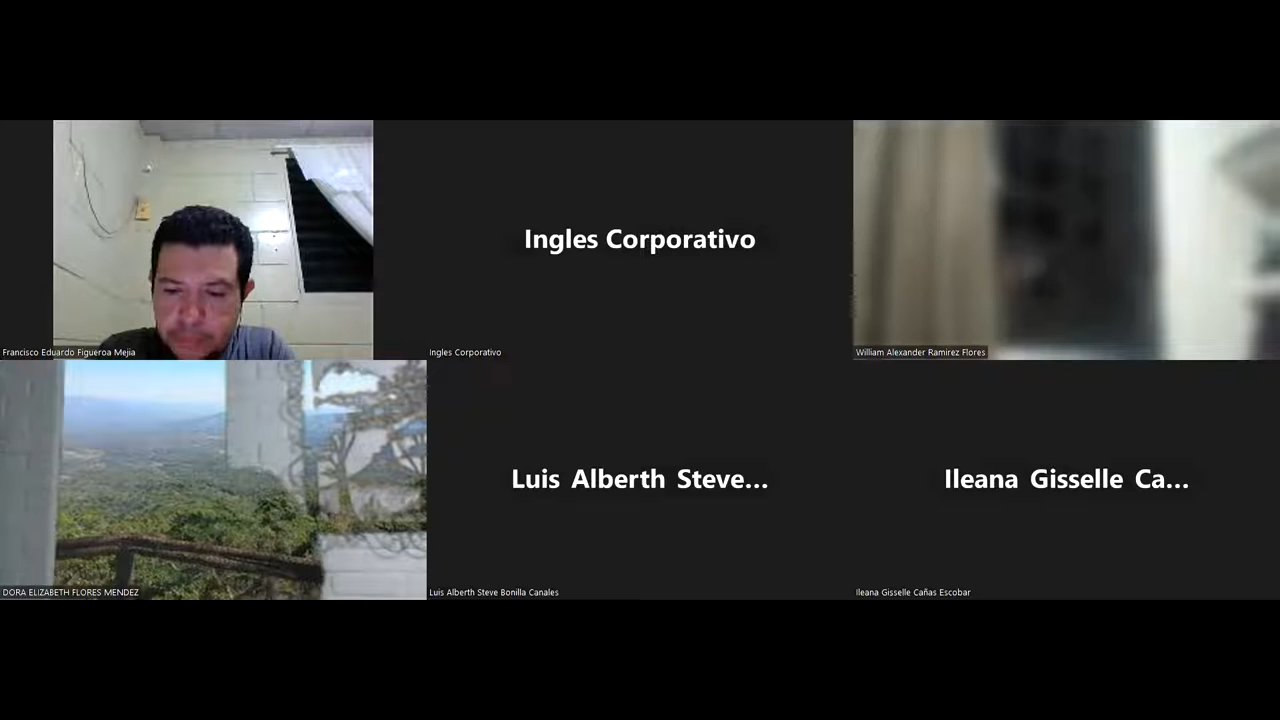 Ingles Corporativo
Francisco Eduardo Figueroa Mejia
Ingles Corporativo
William Alexander Ramirez Flores
Luis Alberth Steve...
Ileana Gisselle Ca...
DORA ELIZABETH FLORES MENDEZ
Luis Alberth Steve Bonilla Canales
Ileana Gisselle Cañas Escobar